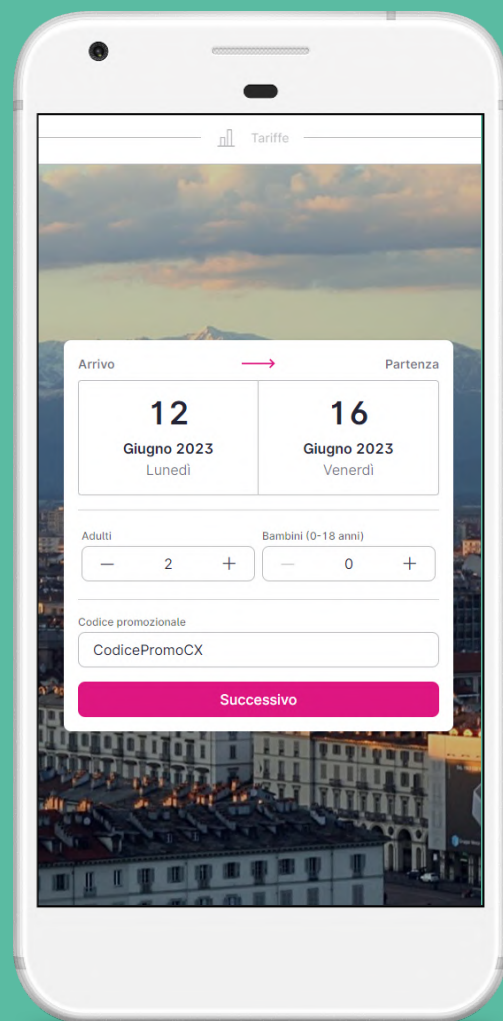 Tariffe
Arrivo Partenza
12 16
Giugno 2023 Giugno 2023
Lunedì Venerdì
Adulti Bambini (0-18 anni)
— 2 + — 0 +
Codice promozionale
CodicePromoCX
Successivo